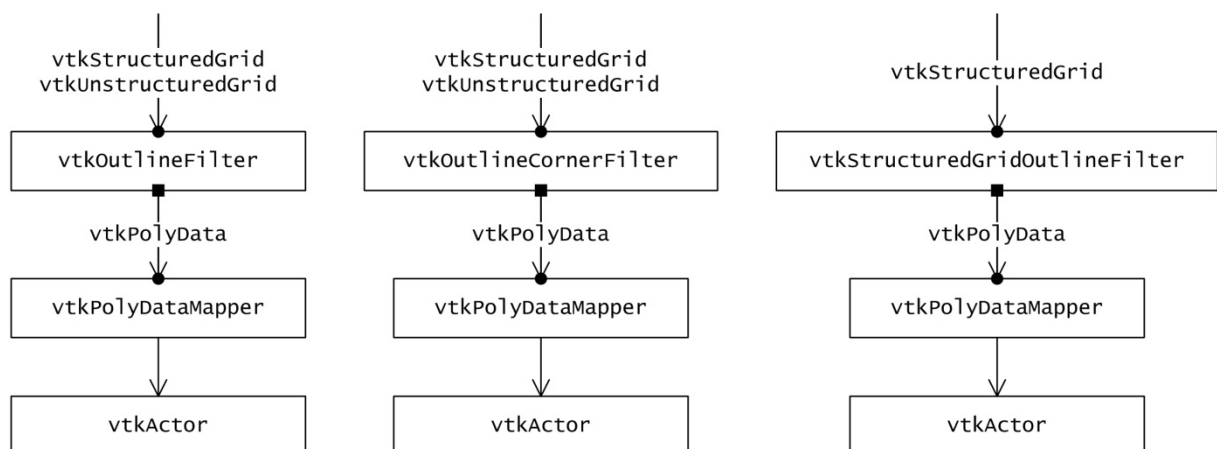 vtkStructuredGrid
vtkUnstructuredGrid
vtkOutlineFilter
vtkPolyData
vtkPolyDataMapper
vtkActor
vtkStructuredGrid
vtkUnstructuredGrid
vtkOutlineCornerFilter
vtkPolyData
vtkPolyDataMapper
vtkActor
vtkStructuredGrid
vtkStructuredGridOutlineFilter
vtkPolyData
vtkPolyDataMapper
vtkActor